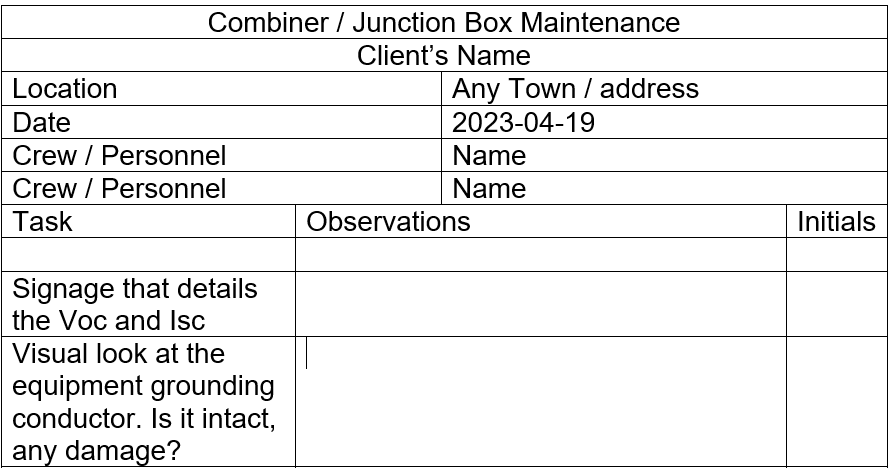 Combiner / Junction Box Maintenance
Client’s Name
Location Any Town / address
Date 2023-04-19
Crew / Personnel Name
Crew / Personnel Name
Task Observations Initials
Signage that details
the Voc and Isc
Visual look at the
equipment grounding
conductor. Is it intact,
any damage?